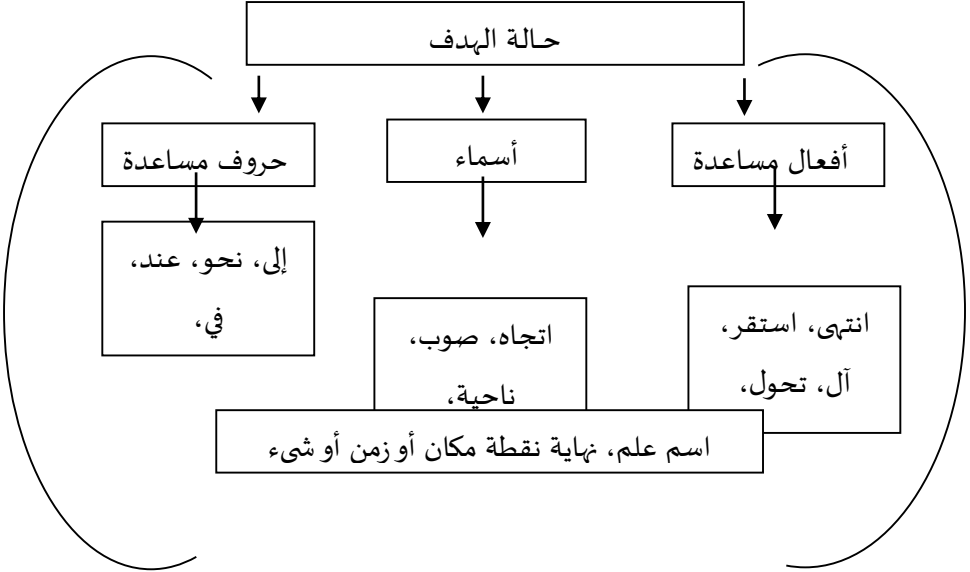 حالة الهدف
أفعال مساعدة
أسماء
حروف مساعدة
إلى، نحو، عند،
في،
انتهى، استقر،
آل، تحول،
اتجاه، صوب،
ناحية،
اسم علم، نهاية نقطة مكان أو زمن أو شيء